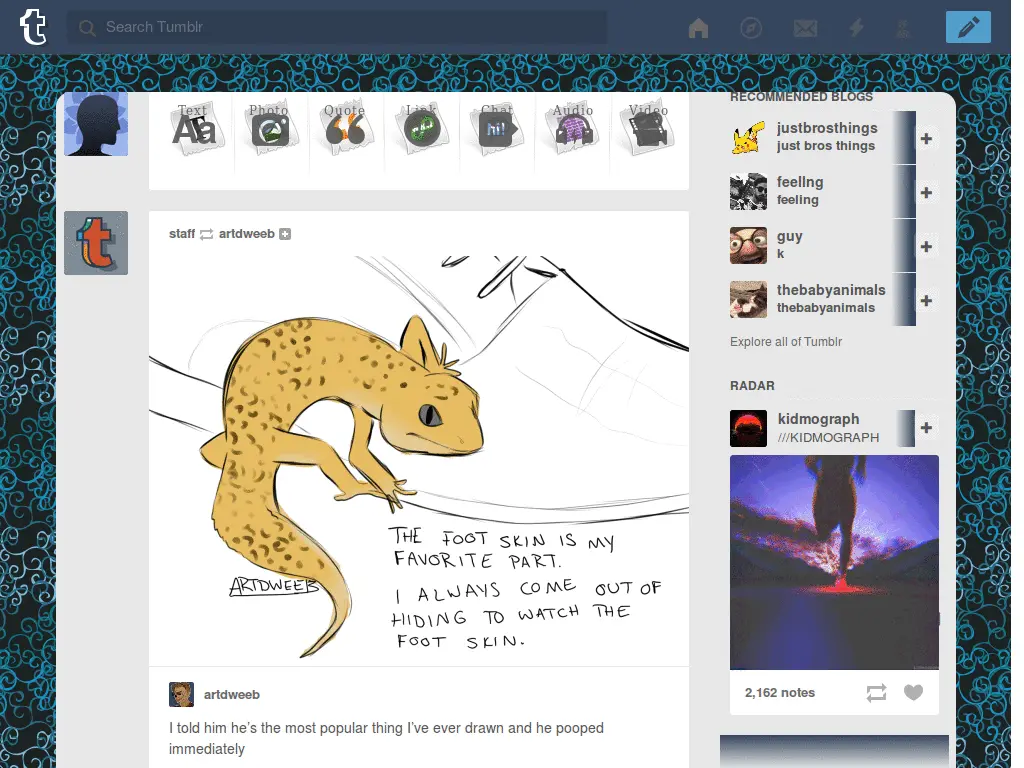 Search Tumblr
Text Photo Quote Link Chat Audio Video
Aa hi!
staff artdweeb
THE FOOT SKIN IS MY
FAVORITE PART.
I ALWAYS COME OUT OF
HIDING TO WATCH THE
FOOT SKIN.
ARTDWEEB
artdweeb
I told him he’s the most popular thing I’ve ever drawn and he pooped
immediately
RECOMMENDED BLOGS
justbrosthings
just bros things
feelng
feeling
guy
k
thebabyanimals
thebabyanimals
Explore all of Tumblr
RADAR
kidmograph
///KIDMOGRAPH
2,162 notes